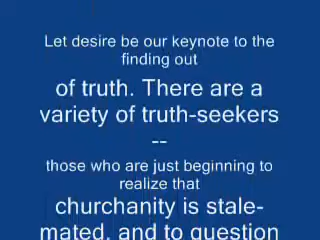 Let desire be our keynote to the
finding out
of truth. There are a
variety of truth-seekers
--
those who are just beginning to
realize that
churchanity is stale-
mated, and to question